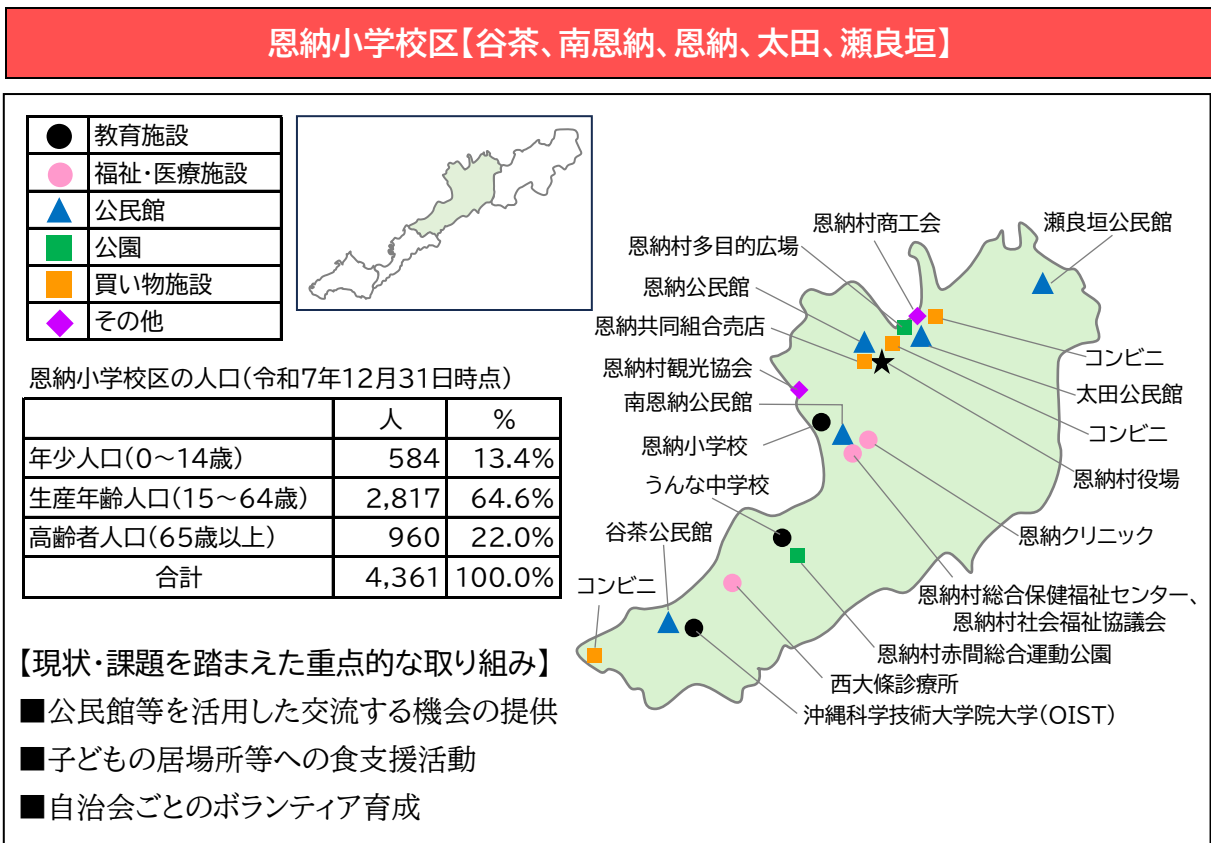 恩納小学校区【谷茶、南恩納、恩納、太田、瀬良垣】
教育施設
福祉・医療施設
公民館
公園
買い物施設
その他
恩納小学校区の人口(令和7年12月31日時点)
人 %
年少人口(0～14歳) 584 13.4%
生産年齢人口(15～64歳) 2,817 64.6%
高齢者人口(65歳以上) 960 22.0%
合計 4,361 100.0%
【現状・課題を踏まえた重点的な取り組み】
■公民館等を活用した交流する機会の提供
■子どもの居場所等への食支援活動
■自治会ごとのボランティア育成
恩納村商工会
瀬良垣公民館
恩納村多目的広場
恩納公民館
恩納共同組合売店
恩納村観光協会
南恩納公民館
恩納小学校
うんな中学校
谷茶公民館
コンビニ
コンビニ
太田公民館
コンビニ
恩納村役場
恩納クリニック
恩納村総合保健福祉センター、
恩納村社会福祉協議会
恩納村赤間総合運動公園
西大條診療所
沖縄科学技術大学院大学(OIST)